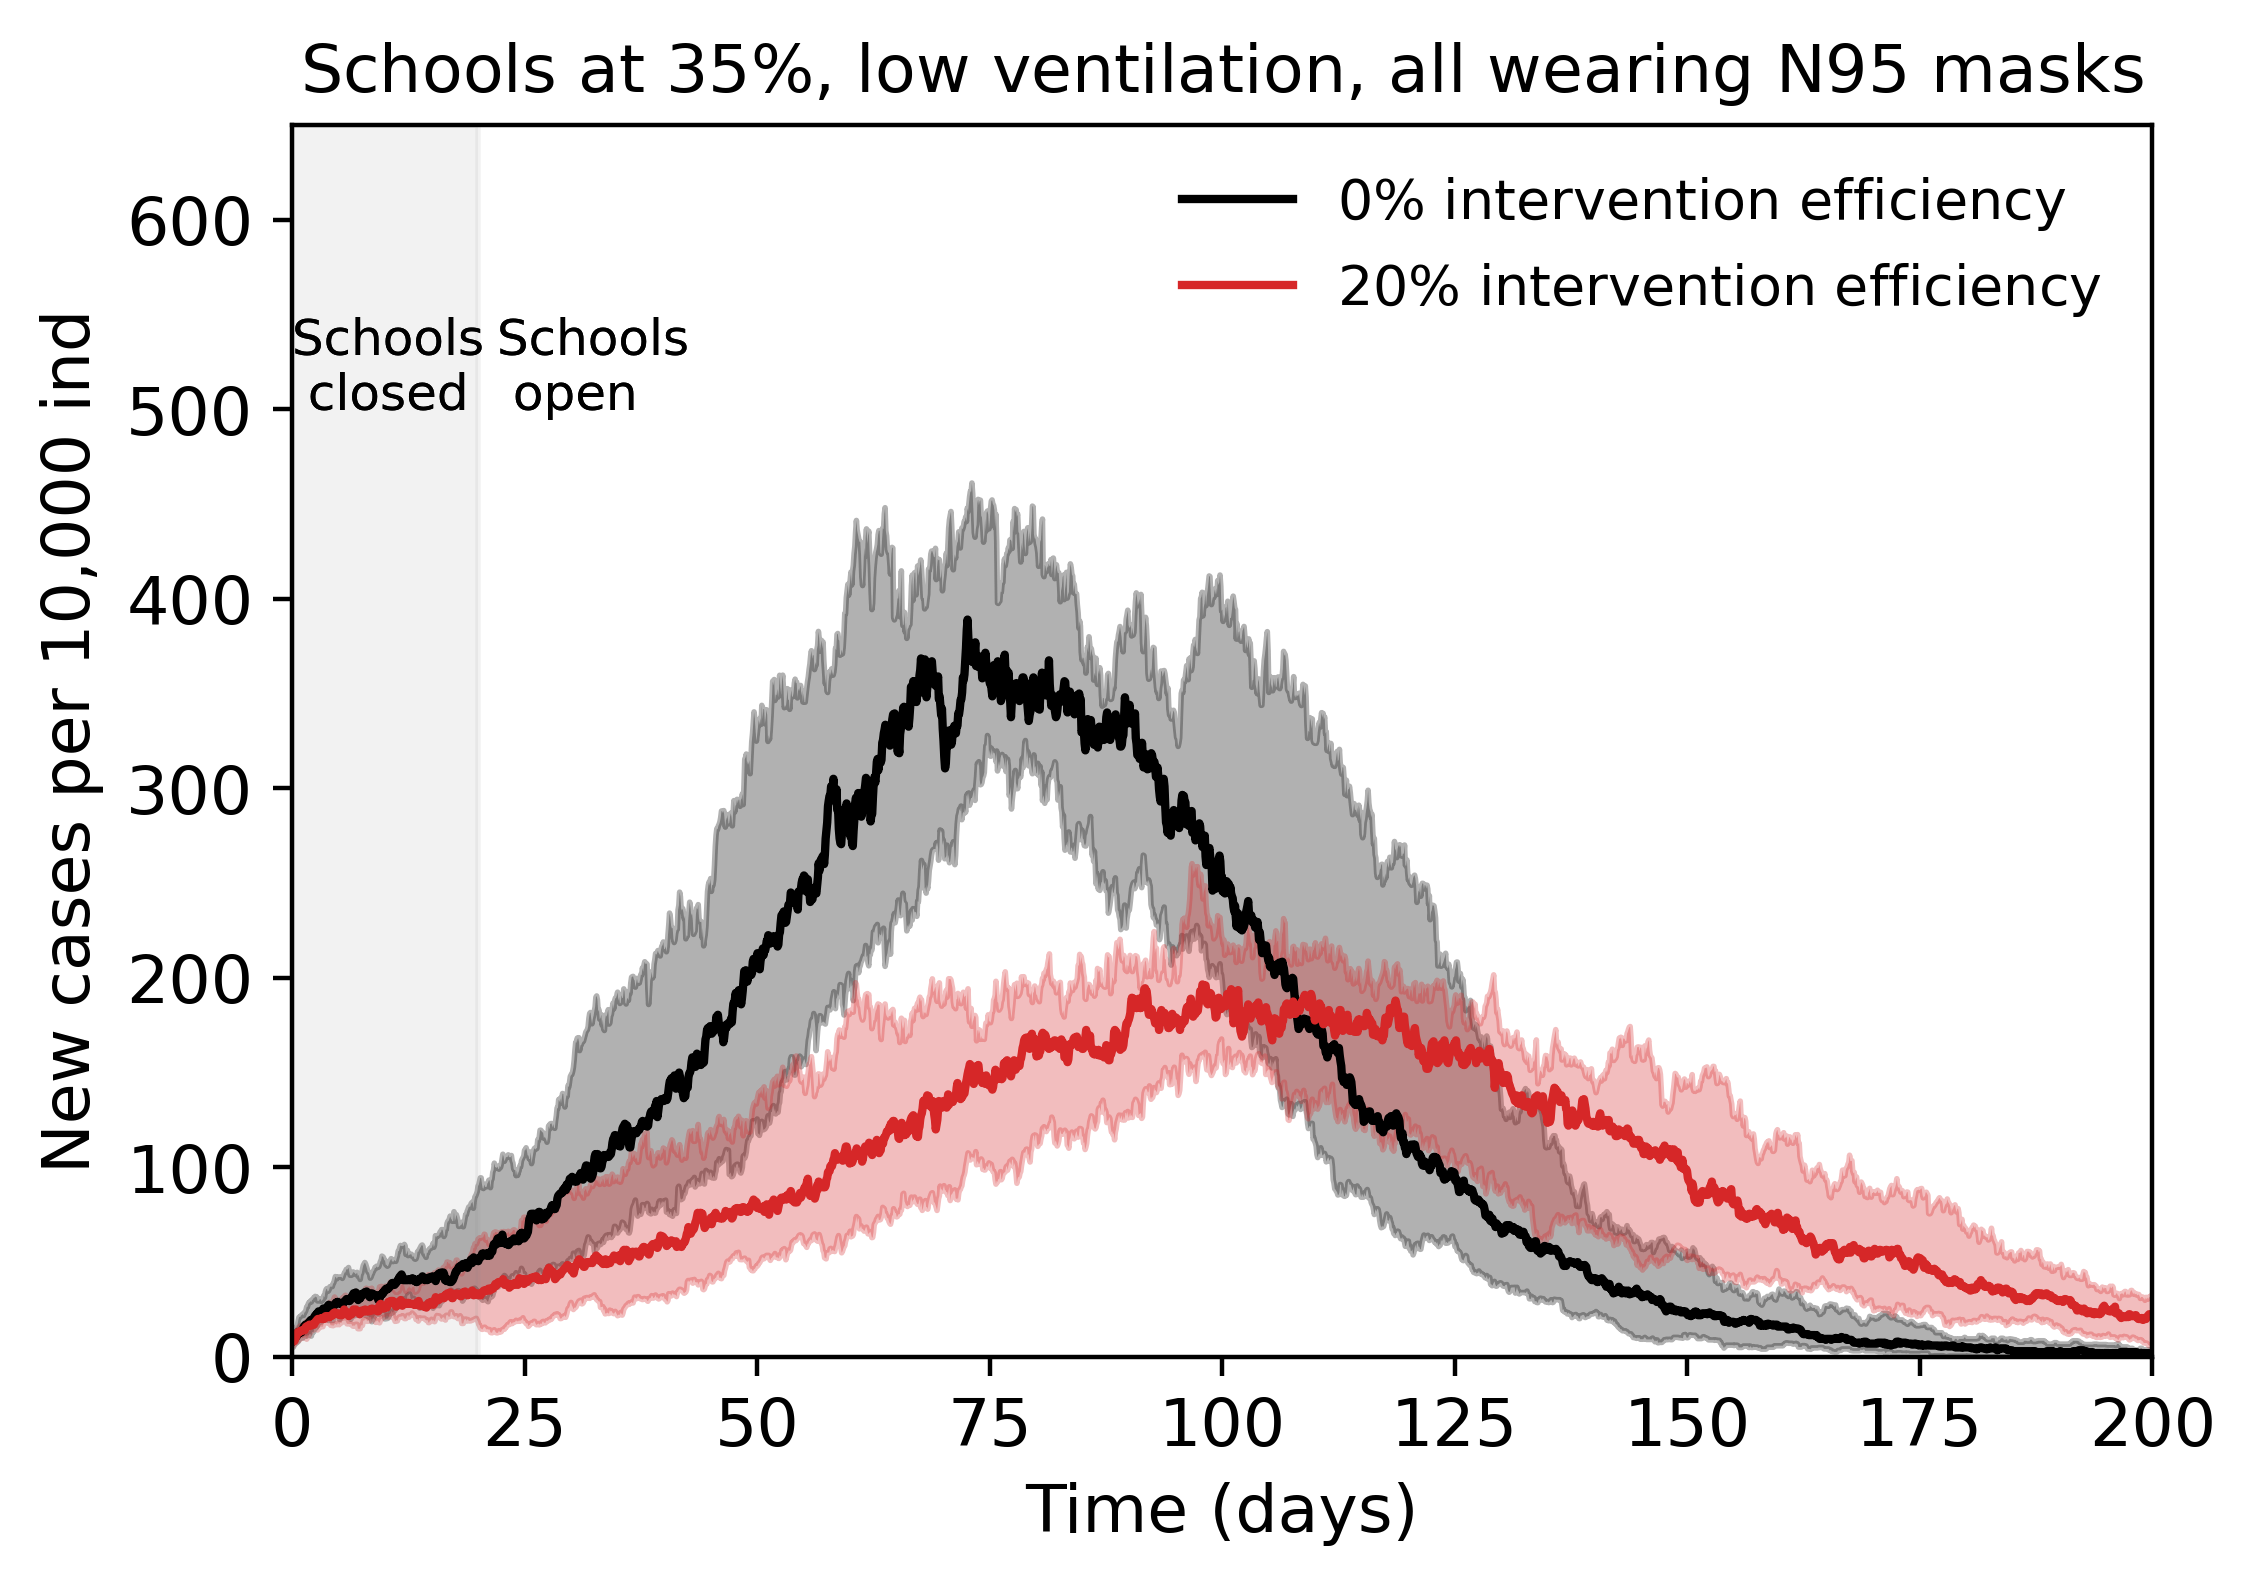 Schools at 35%, low ventilation, all wearing N95 masks
0% intervention efficiency
20% intervention efficiency
Schools closed
Schools open
New cases per 10,000 ind
600
500
400
300
200
100
0
0 25 50 75 100 125 150 175 200
Time (days)